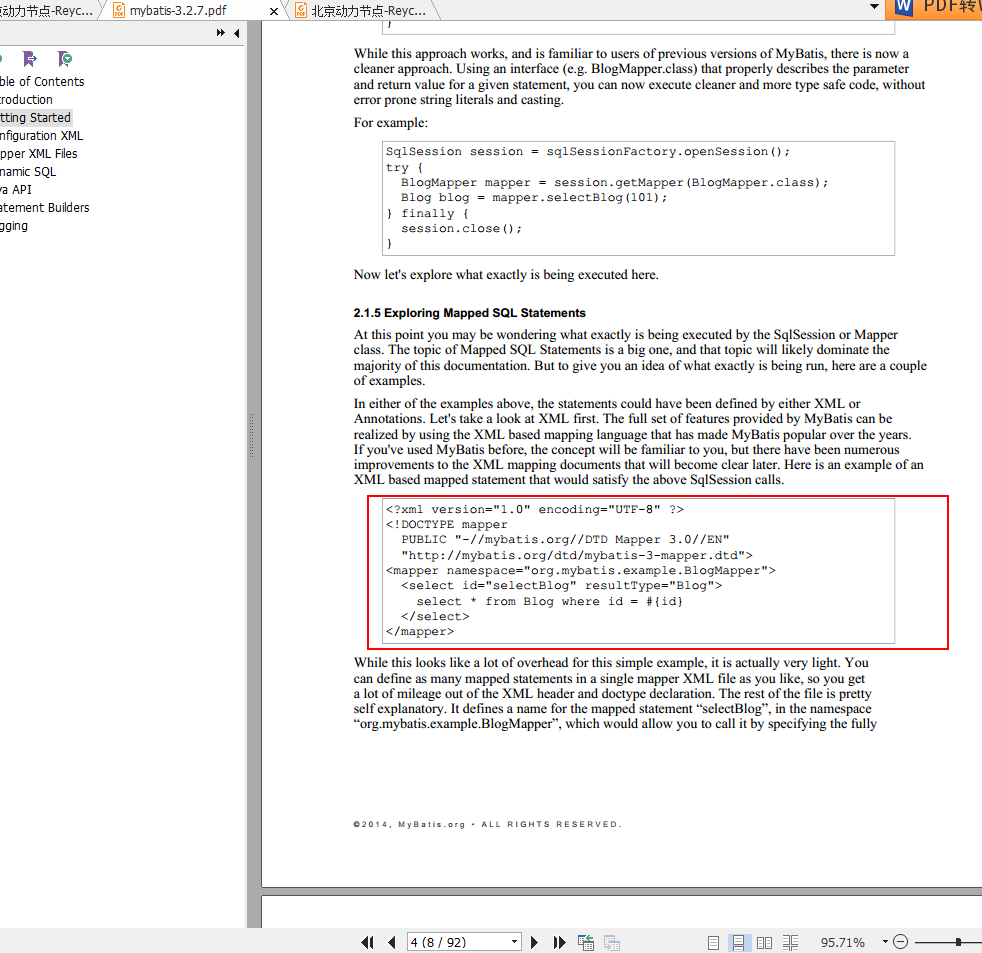 动力节点-Reyc...
mybatis-3.2.7.pdf
北京动力节点-Reyc...
W PDF转
ble of Contents
roduction
tting Started
nfiguration XML
pper XML Files
namic SQL
va API
atement Builders
gging
}
While this approach works, and is familiar to users of previous versions of MyBatis, there is now a
cleaner approach. Using an interface (e.g. BlogMapper.class) that properly describes the parameter
and return value for a given statement, you can now execute cleaner and more type safe code, without
error prone string literals and casting.
For example:
SqlSession session = sqlSessionFactory.openSession();
try {
BlogMapper mapper = session.getMapper(BlogMapper.class);
Blog blog = mapper.selectBlog(101);
} finally {
session.close();
}
Now let's explore what exactly is being executed here.
2.1.5 Exploring Mapped SQL Statements
At this point you may be wondering what exactly is being executed by the SqlSession or Mapper
class. The topic of Mapped SQL Statements is a big one, and that topic will likely dominate the
majority of this documentation. But to give you an idea of what exactly is being run, here are a couple
of examples.
In either of the examples above, the statements could have been defined by either XML or
Annotations. Let's take a look at XML first. The full set of features provided by MyBatis can be
realized by using the XML based mapping language that has made MyBatis popular over the years.
If you've used MyBatis before, the concept will be familiar to you, but there have been numerous
improvements to the XML mapping documents that will become clear later. Here is an example of an
XML based mapped statement that would satisfy the above SqlSession calls.
<?xml version="1.0" encoding="UTF-8" ?>
<!DOCTYPE mapper
PUBLIC "-//mybatis.org//DTD Mapper 3.0//EN"
"http://mybatis.org/dtd/mybatis-3-mapper.dtd">
<mapper namespace="org.mybatis.example.BlogMapper">
<select id="selectBlog" resultType="Blog">
select * from Blog where id = #{id}
</select>
</mapper>
While this looks like a lot of overhead for this simple example, it is actually very light. You
can define as many mapped statements in a single mapper XML file as you like, so you get
a lot of mileage out of the XML header and doctype declaration. The rest of the file is pretty
self explanatory. It defines a name for the mapped statement “selectBlog”, in the namespace
“org.mybatis.example.BlogMapper”, which would allow you to call it by specifying the fully
©2014, MyBatis.org • ALL RIGHTS RESERVED.
4 (8 / 92)
95.71%